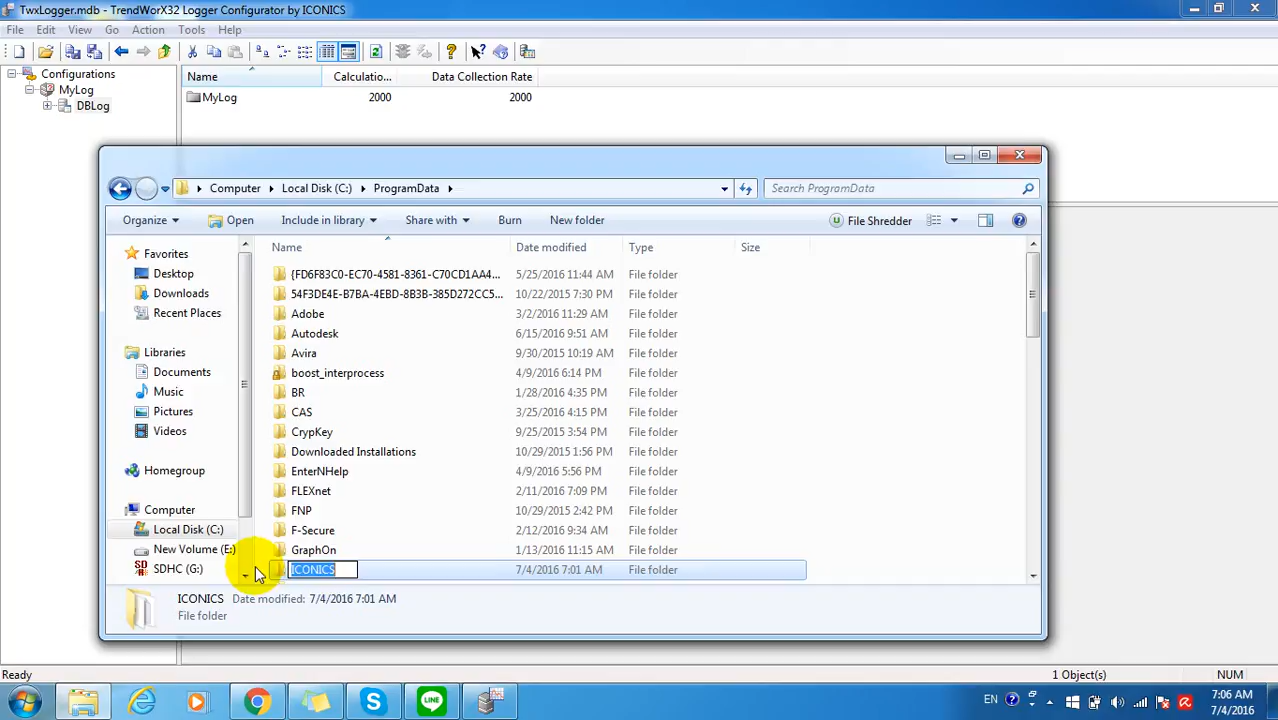 TwxLogger.mdb - TrendWorX32 Logger Configurator by ICONICS
File Edit View Go Action Tools Help
Configurations
MyLog
DBLog
Name Calculatio... Data Collection Rate
MyLog 2000 2000
Computer Local Disk (C:) ProgramData
Search ProgramData
Organize Open Include in library Share with Burn New folder File Shredder
Favorites
Desktop
Downloads
Recent Places
Libraries
Documents
Music
Pictures
Videos
Homegroup
Computer
Local Disk (C:)
New Volume (E:)
SDHC (G:)
Name Date modified Type Size
{FD6F83C0-EC70-4581-8361-C70CD1AA4... 5/25/2016 11:44 AM File folder
54F3DE4E-B7BA-4EBD-8B3B-385D272CC5... 10/22/2015 7:30 PM File folder
Adobe 3/2/2016 11:29 AM File folder
Autodesk 6/15/2016 9:51 AM File folder
Avira 9/30/2015 10:19 AM File folder
boost_interprocess 4/9/2016 6:14 PM File folder
BR 1/28/2016 4:35 PM File folder
CAS 3/25/2016 4:15 PM File folder
CrypKey 9/25/2015 3:54 PM File folder
Downloaded Installations 10/29/2015 1:56 PM File folder
EnterNHelp 4/9/2016 5:56 PM File folder
FLEXnet 2/11/2016 7:09 PM File folder
FNP 10/29/2015 2:42 PM File folder
F-Secure 2/12/2016 9:34 AM File folder
GraphOn 1/13/2016 11:15 AM File folder
ICONICS 7/4/2016 7:01 AM File folder
ICONICS Date modified: 7/4/2016 7:01 AM
File folder
Ready 1 Object(s) NUM
EN 7:06 AM
7/4/2016